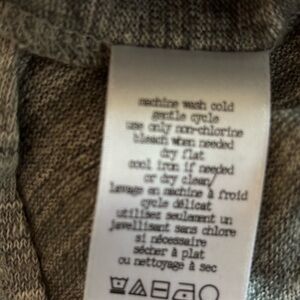 machine wash cold
gentle cycle
use only non-chlorine
bleach when needed
dry flat
cool iron if needed
or dry clean/
lavage en machine à froid
cycle délicat
utilisez seulement un
javellisant sans chlore
si nécessaire
sécher à plat
ou nettoyage à sec